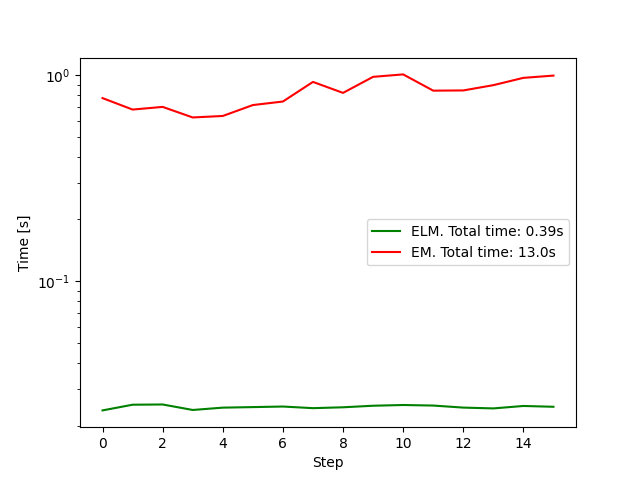 10⁰
10⁻¹
Time [s]
ELM. Total time: 0.39s
EM. Total time: 13.0s
0 2 4 6 8 10 12 14
Step